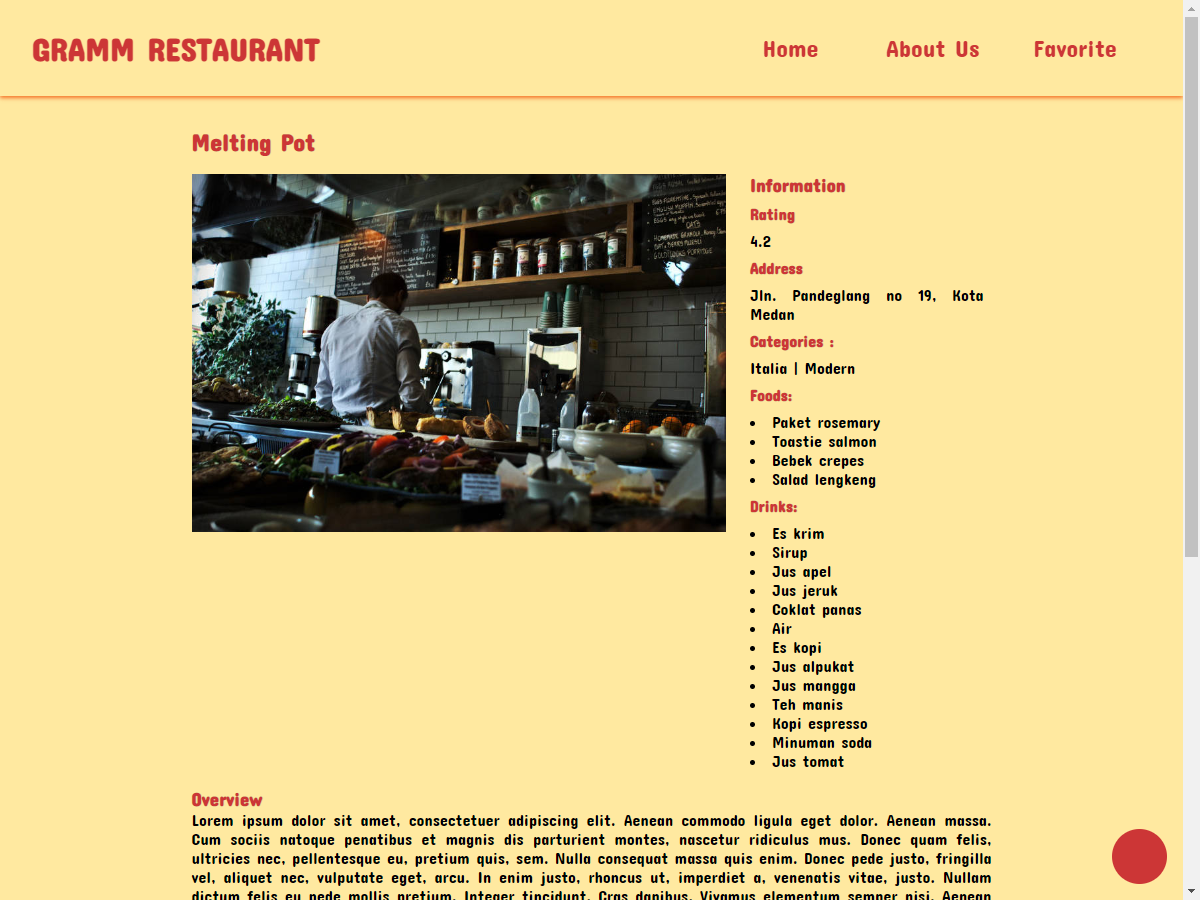 GRAMM RESTAURANT
Home About Us Favorite
Melting Pot
Information
Rating
4.2
Address
Jln. Pandeglang no 19, Kota
Medan
Categories :
Italia | Modern
Foods:
Paket rosemary
Toastie salmon
Bebek crepes
Salad lengkeng
Drinks:
Es krim
Sirup
Jus apel
Jus jeruk
Coklat panas
Air
Es kopi
Jus alpukat
Jus mangga
Teh manis
Kopi espresso
Minuman soda
Jus tomat
Overview
Lorem ipsum dolor sit amet, consectetuer adipiscing elit. Aenean commodo ligula eget dolor. Aenean massa.
Cum sociis natoque penatibus et magnis dis parturient montes, nascetur ridiculus mus. Donec quam felis,
ultricies nec, pellentesque eu, pretium quis, sem. Nulla consequat massa quis enim. Donec pede justo, fringilla
vel, aliquet nec, vulputate eget, arcu. In enim justo, rhoncus ut, imperdiet a, venenatis vitae, justo. Nullam
dictum felis eu pede mollis pretium. Integer tincidunt. Cras dapibus. Vivamus elementum semper nisi. Aenean